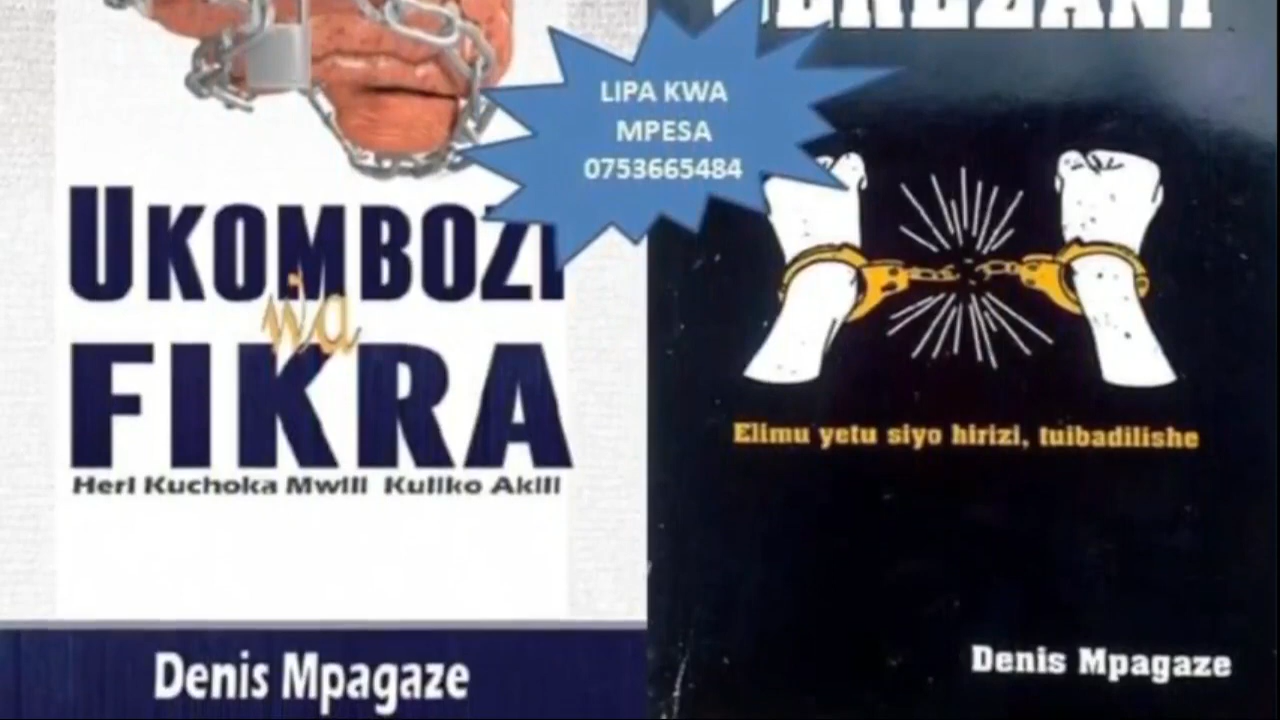 LIPA KWA
MPESA
0753665484
UKOMBOZI
wa
FIKRA
Heri Kuchoka Mwili Kuliko Akili
Denis Mpagaze
Elimu yetu siyo hirizi, tuibadilishe
Denis Mpagaze